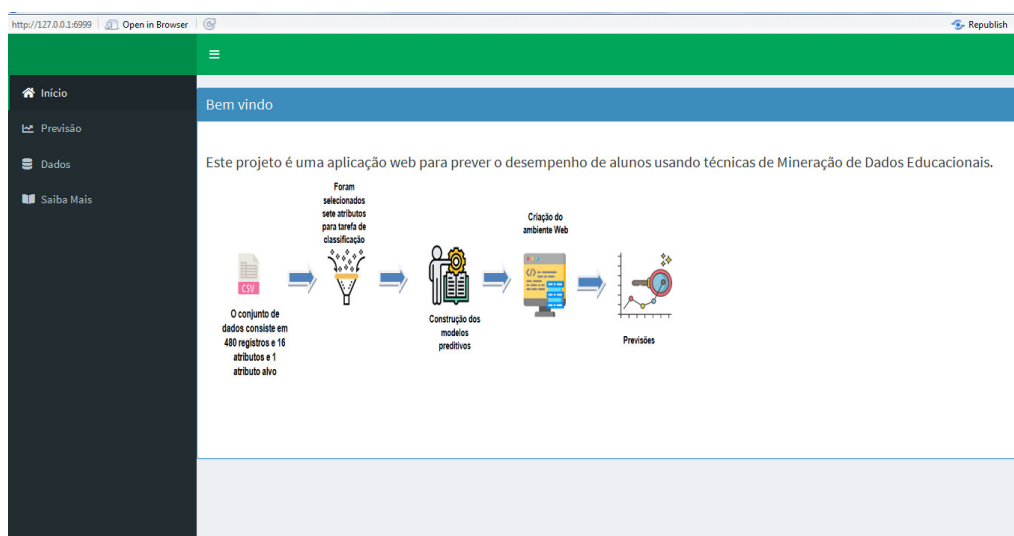 http://127.0.0.1:6999 Open in Browser Republish
Início
Previsão
Dados
Saiba Mais
Bem vindo
Este projeto é uma aplicação web para prever o desempenho de alunos usando técnicas de Mineração de Dados Educacionais.
CSV
O conjunto de
dados consiste em
480 registros e 16
atributos e 1
atributo alvo
Foram
selecionados
sete atributos
para tarefa de
classificação
Construção dos
modelos
preditivos
Criação do
ambiente Web
Previsões